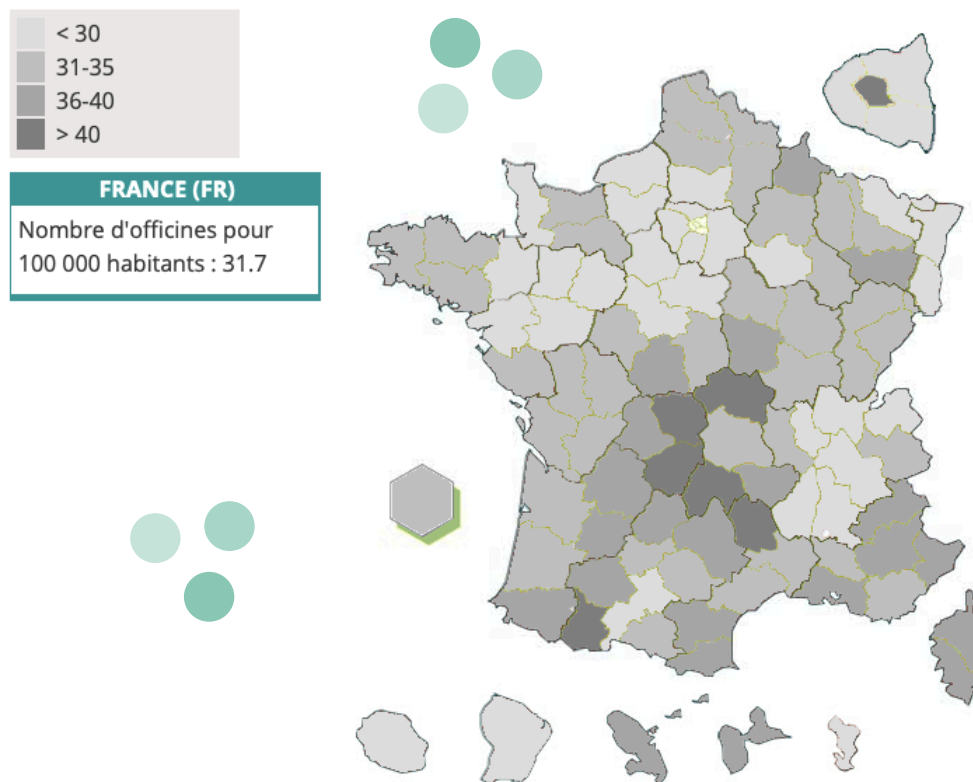 < 30
31-35
36-40
> 40
FRANCE (FR)
Nombre d'officines pour
100 000 habitants : 31.7